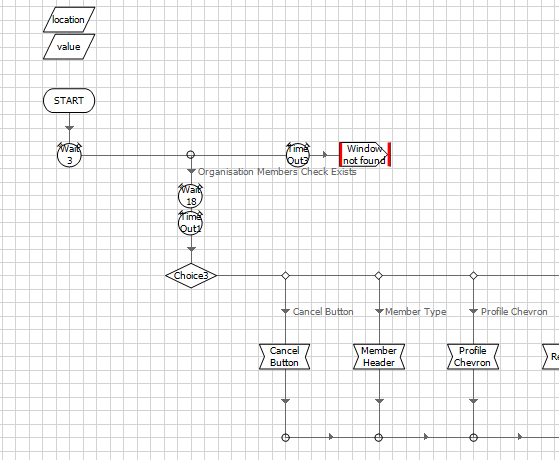 location
value
START
Wait
3
Time
Out3
Window
not found
Organisation Members Check Exists
Wait
18
Time
Out1
Choice3
Cancel Button
Member Type
Profile Chevron
Cancel
Button
Member
Header
Profile
Chevron